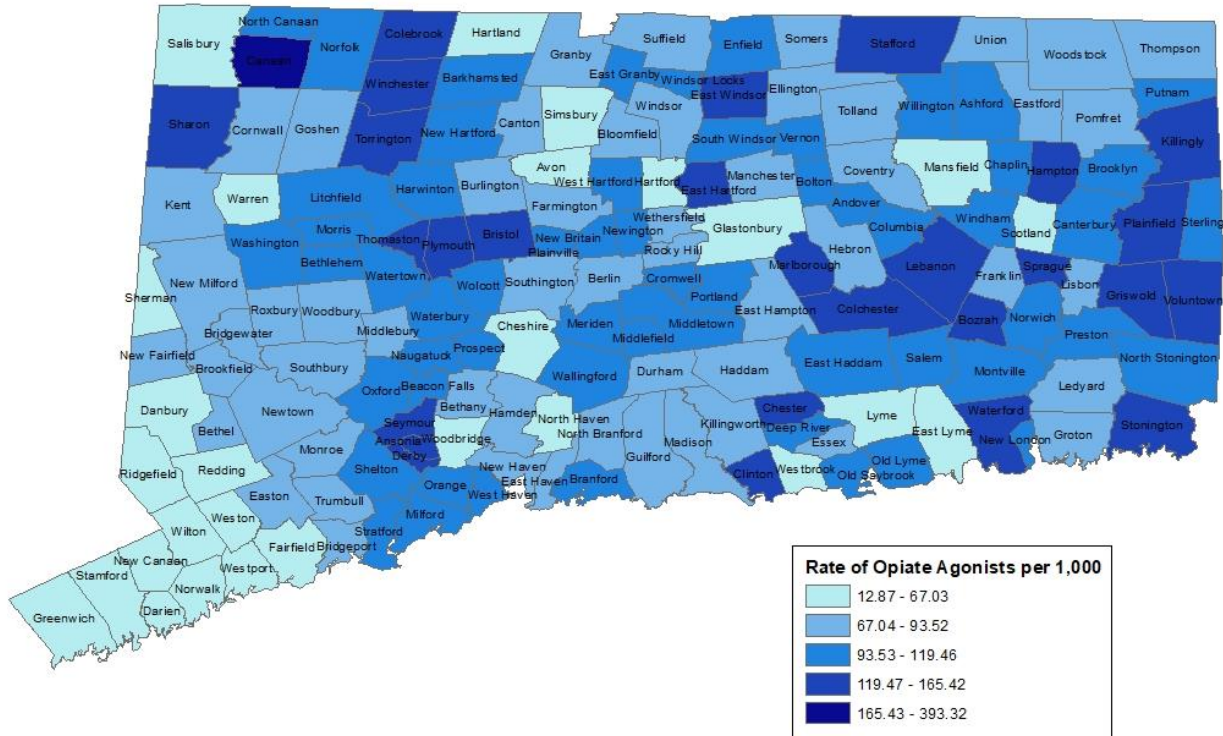 North Canaan
Salisbury
Canaan
Norfolk
Colebrook
Hartland
Granby
Suffield
Enfield
Somers
Stafford
Union
Woodstock
Thompson
Winchester
Barkhamsted
East Granby
Windsor Locks
East Windsor
Ellington
Tolland
Willington
Ashford
Eastford
Pomfret
Putnam
Killingly
Sharon
Cornwall
Goshen
Torrington
New Hartford
Canton
Simsbury
Bloomfield
Windsor
South Windsor
Vernon
Kent
Warren
Litchfield
Harwinton
Burlington
Avon
Farmington
West Hartford
Hartford
East Hartford
Manchester
Bolton
Coventry
Andover
Mansfield
Chaplin
Hampton
Brooklyn
Washington
Morris
Bethlehem
Thomaston
Plymouth
Bristol
New Britain
Plainville
Newington
Wethersfield
Rocky Hill
Glastonbury
Hebron
Columbia
Windham
Scotland
Canterbury
Plainfield
Sterling
Sherman
New Milford
Roxbury
Woodbury
Watertown
Waterbury
Wolcott
Southington
Berlin
Cromwell
Portland
Marlborough
Lebanon
Franklin
Sprague
Lisbon
Griswold
Voluntown
Bridgewater
Middlebury
Cheshire
Meriden
Middletown
Middlefield
East Hampton
Colchester
Bozrah
Norwich
Preston
North Stonington
New Fairfield
Brookfield
Southbury
Naugatuck
Prospect
Oxford
Beacon
Falls
Bethany
Hamden
Wallingford
Durham
Haddam
East Haddam
Salem
Montville
Ledyard
Danbury
Bethel
Newtown
Monroe
Seymour
Ansonia
Derby
Woodbridge
North Haven
North Branford
Guilford
Madison
Killingworth
Chester
Deep River
Essex
Lyme
East Lyme
Waterford
New London
Groton
Stonington
Ridgefield
Redding
Easton
Trumbull
Shelton
Orange
New Haven
West Haven
East Haven
Branford
Clinton
Westbrook
Old Saybrook
Old Lyme
Wilton
Weston
Fairfield
Bridgeport
Stratford
Milford
New Canaan
Stamford
Westport
Norwalk
Darien
Greenwich
Rate of Opiate Agonists per 1,000
12.87 - 67.03
67.04 - 93.52
93.53 - 119.46
119.47 - 165.42
165.43 - 393.32